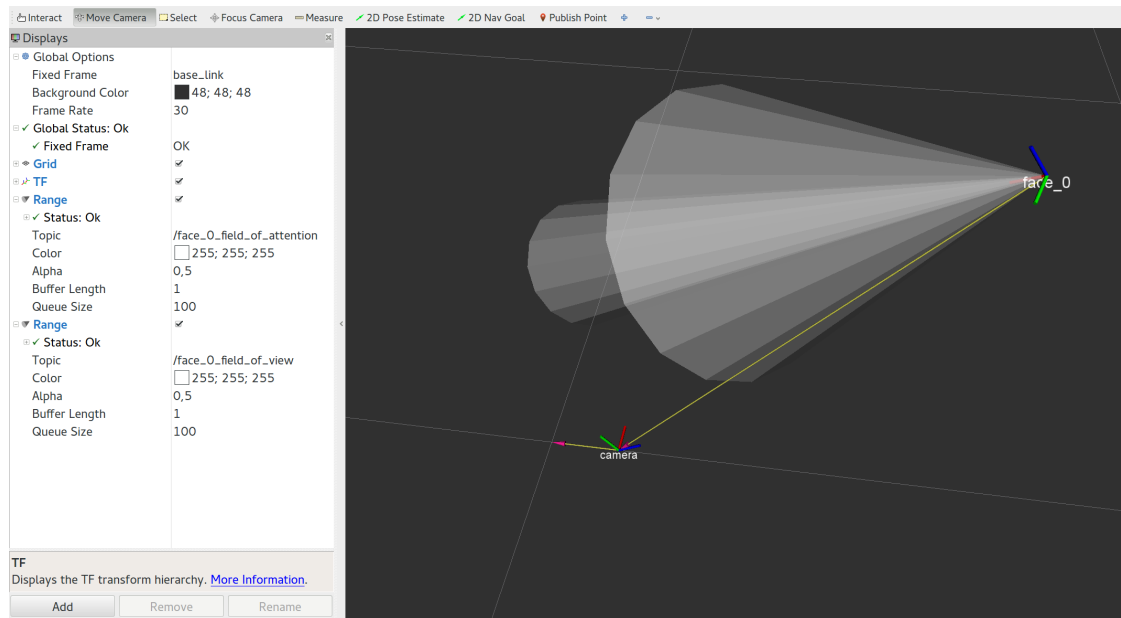 Interact Move Camera Select Focus Camera Measure 2D Pose Estimate 2D Nav Goal Publish Point
Displays
Global Options
Fixed Frame base_link
Background Color 48; 48; 48
Frame Rate 30
Global Status: Ok
Fixed Frame OK
Grid
TF
Range
Status: Ok
Topic /face_0_field_of_attention
Color 255; 255; 255
Alpha 0,5
Buffer Length 1
Queue Size 100
Range
Status: Ok
Topic /face_0_field_of_view
Color 255; 255; 255
Alpha 0,5
Buffer Length 1
Queue Size 100
TF
Displays the TF transform hierarchy. More Information.
Add Remove Rename
face_0
camera